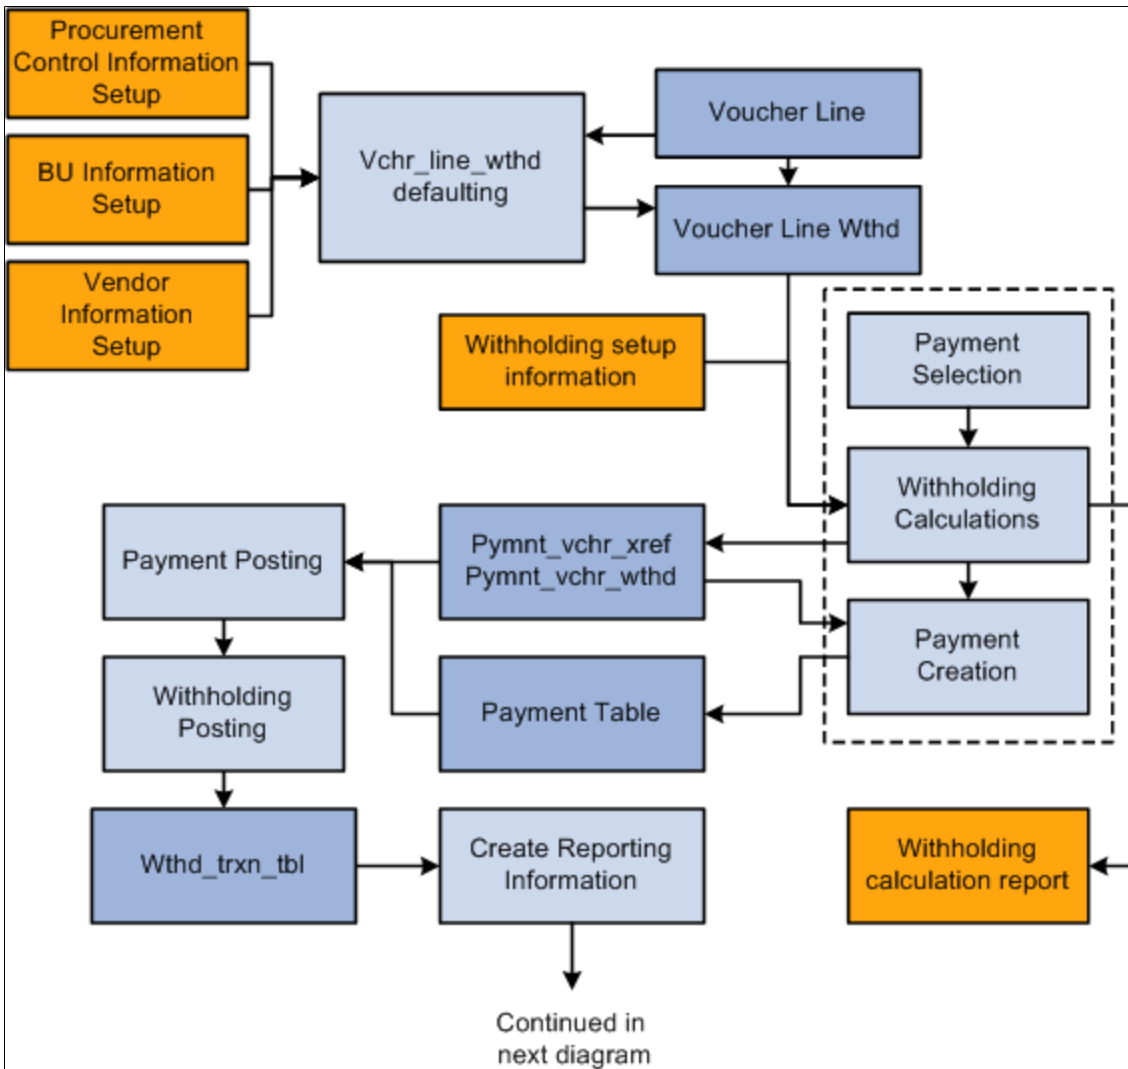 Procurement
Control Information
Setup
BU Information
Setup
Vendor
Information
Setup
Vchr_line_wthd
defaulting
Voucher Line
Voucher Line Wthd
Withholding setup
information
Payment
Selection
Withholding
Calculations
Payment
Creation
Pymnt_vchr_xref
Pymnt_vchr_wthd
Payment Table
Payment Posting
Withholding
Posting
Wthd_trxn_tbl
Create Reporting
Information
Withholding
calculation report
Continued in
next diagram